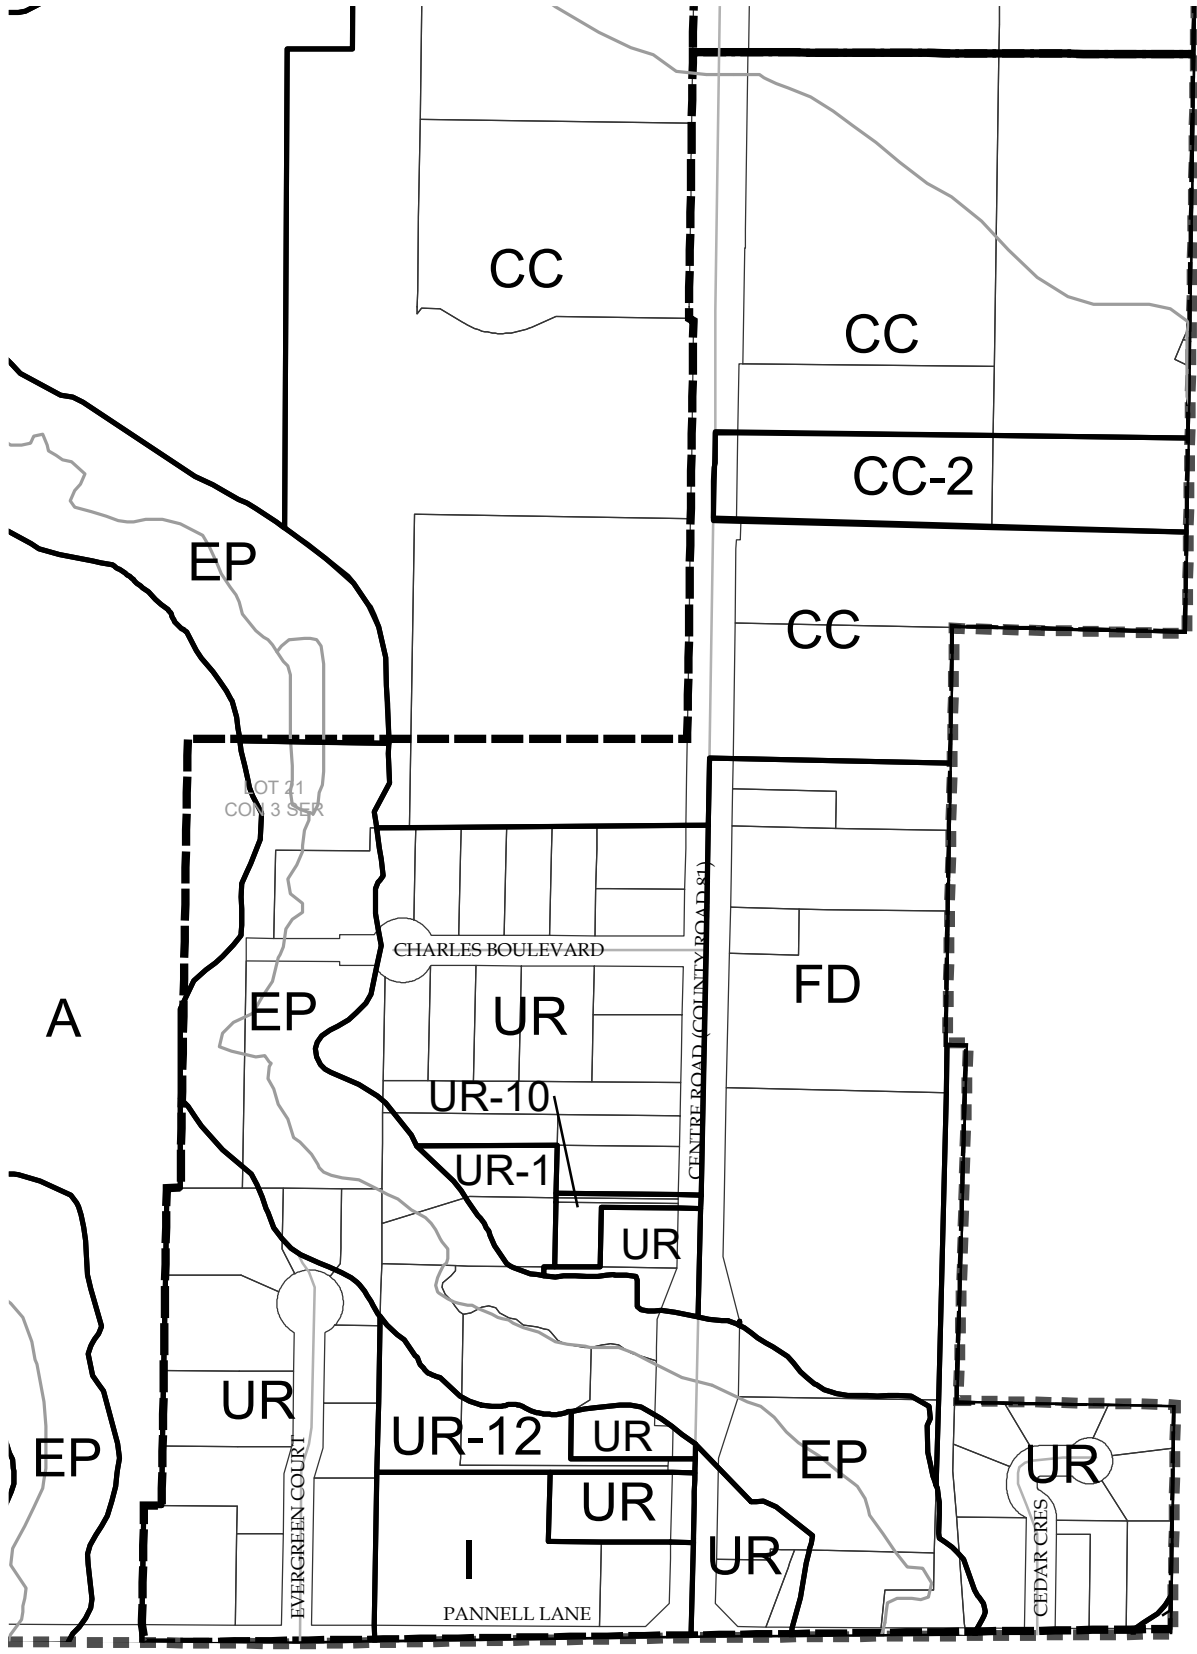 CC
CC
CC-2
EP
CC
LOT 21
CON 3 SER
CHARLES BOULEVARD
CENTRE ROAD (COUNTY ROAD 81)
FD
A
EP
UR
UR-10
UR-1
UR
UR
UR-12
UR
EP
EP
UR
UR
UR
I
EVERGREEN COURT
CEDAR CRES
PANNELL LANE